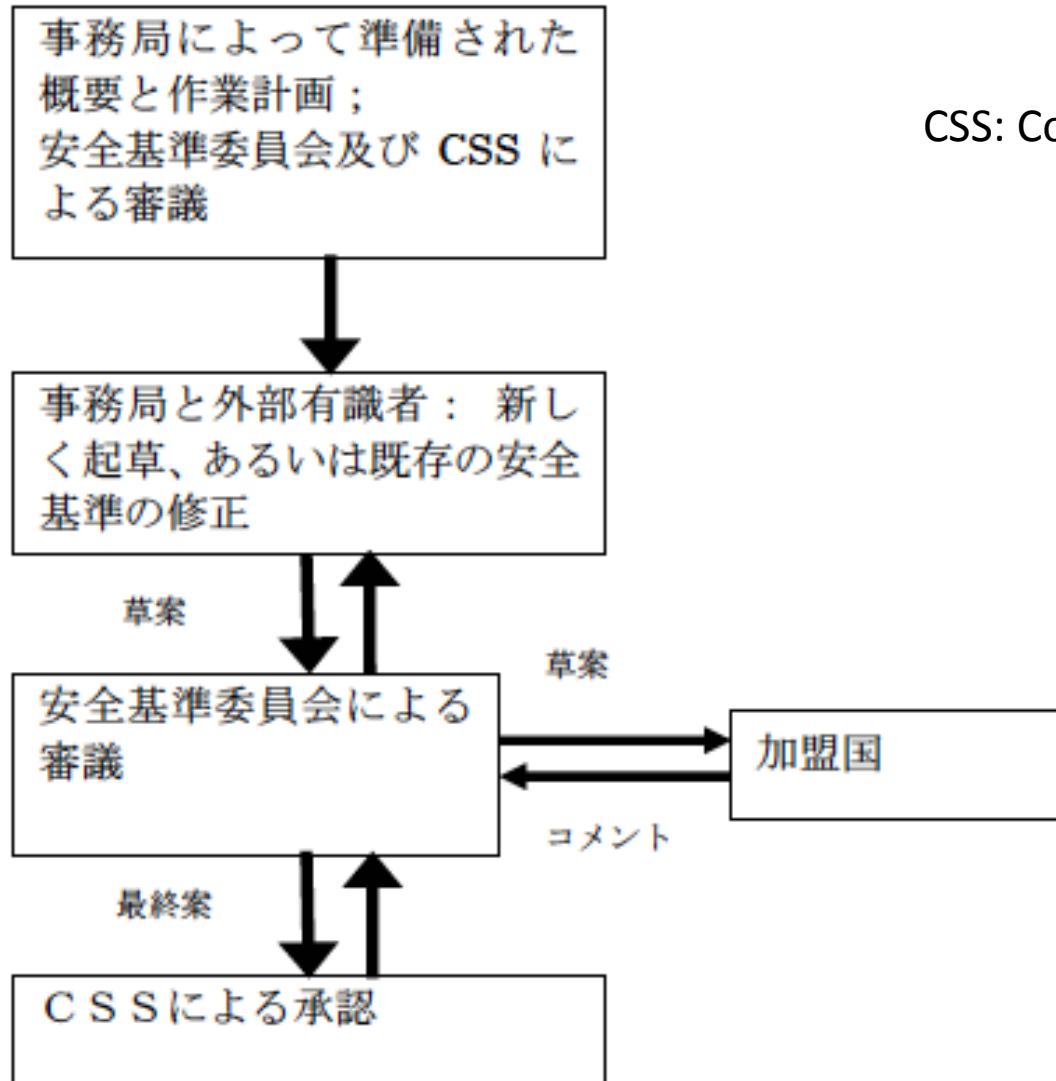 事務局によって準備された
概要と作業計画；
安全基準委員会及び CSS に
よる審議
CSS:
事務局と外部有識者： 新し
く起草、あるいは既存の安全
基準の修正
草案
草案
安全基準委員会による
審議
加盟国
コメント
最終案
ＣＳＳによる承認